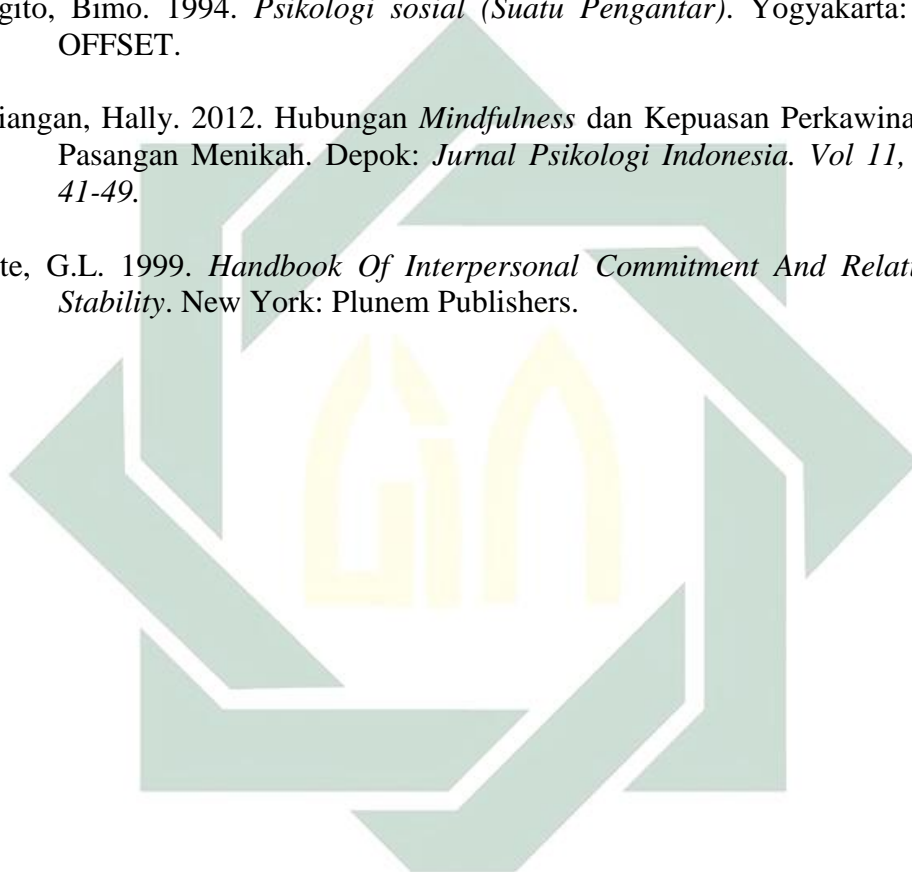 gito, Bimo. 1994. Psikologi sosial (Suatu Pengantar). Yogyakarta:
OFFSET.
iangan, Hally. 2012. Hubungan Mindfulness dan Kepuasan Perkawina
Pasangan Menikah. Depok: Jurnal Psikologi Indonesia. Vol 11,
41-49.
te, G.L. 1999. Handbook Of Interpersonal Commitment And Relati
Stability. New York: Plunem Publishers.